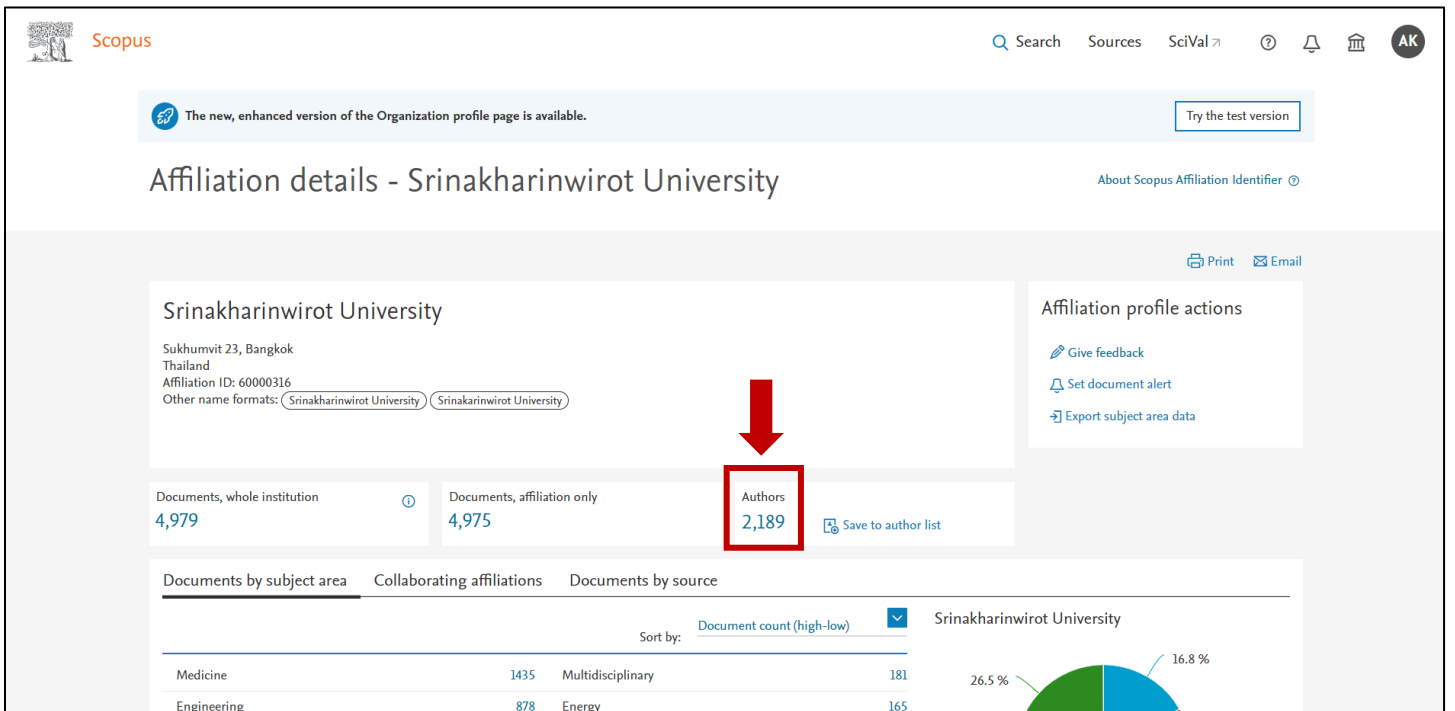 Scopus
Search Sources SciVal AK
The new, enhanced version of the Organization profile page is available.
Try the test version
Affiliation details - Srinakharinwirot University
About Scopus Affiliation Identifier
Print Email
Srinakharinwirot University
Sukhumvit 23, Bangkok
Thailand
Affiliation ID: 60000316
Other name formats: Srinakharinwirot University Srinakarinwirot University
Affiliation profile actions
Give feedback
Set document alert
Export subject area data
Documents, whole institution
4,979
Documents, affiliation only
4,975
Authors
2,189
Save to author list
Documents by subject area Collaborating affiliations Documents by source
Sort by: Document count (high-low)
Medicine 1435 Multidisciplinary 181
Engineering 878 Energy 165
Srinakharinwirot University
16.8 %
26.5 %